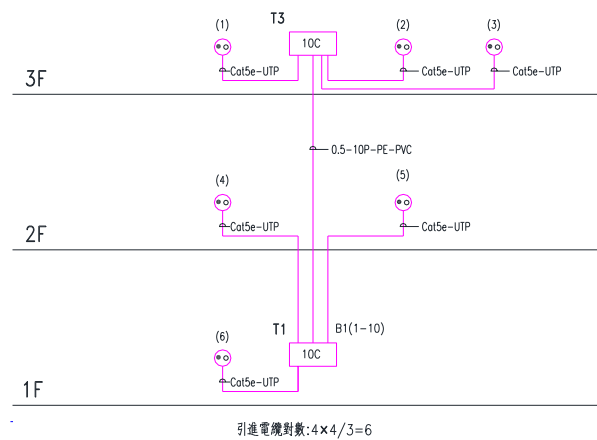 (1) T3 (2) (3)
10C
Cat5e-UTP Cat5e-UTP Cat5e-UTP
3F
0.5-10P-PE-PVC
(4) (5)
2F Cat5e-UTP Cat5e-UTP
(6) T1 B1(1-10)
10C
1F Cat5e-UTP
引進電纜對數:4×4/3=6